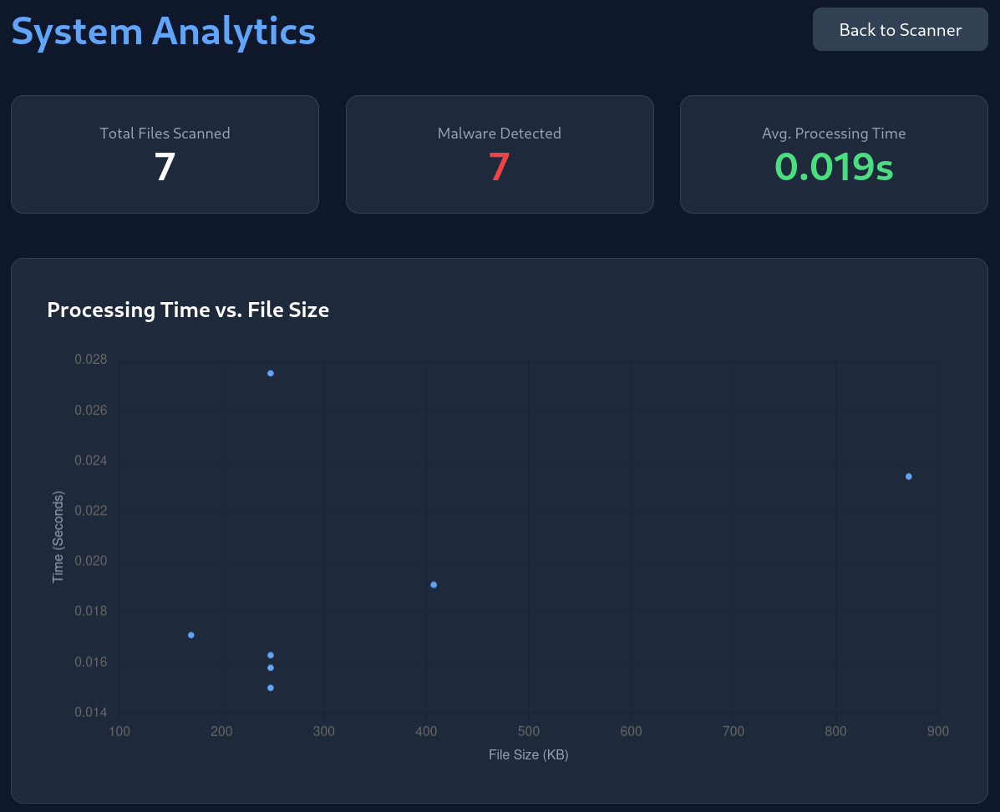 System Analytics
Back to Scanner
Total Files Scanned
7
Malware Detected
7
Avg. Processing Time
0.019s
Processing Time vs. File Size
0.028
0.026
0.024
0.022
0.020
0.018
0.016
0.014
Time (Seconds)
100 200 300 400 500 600 700 800 900
File Size (KB)